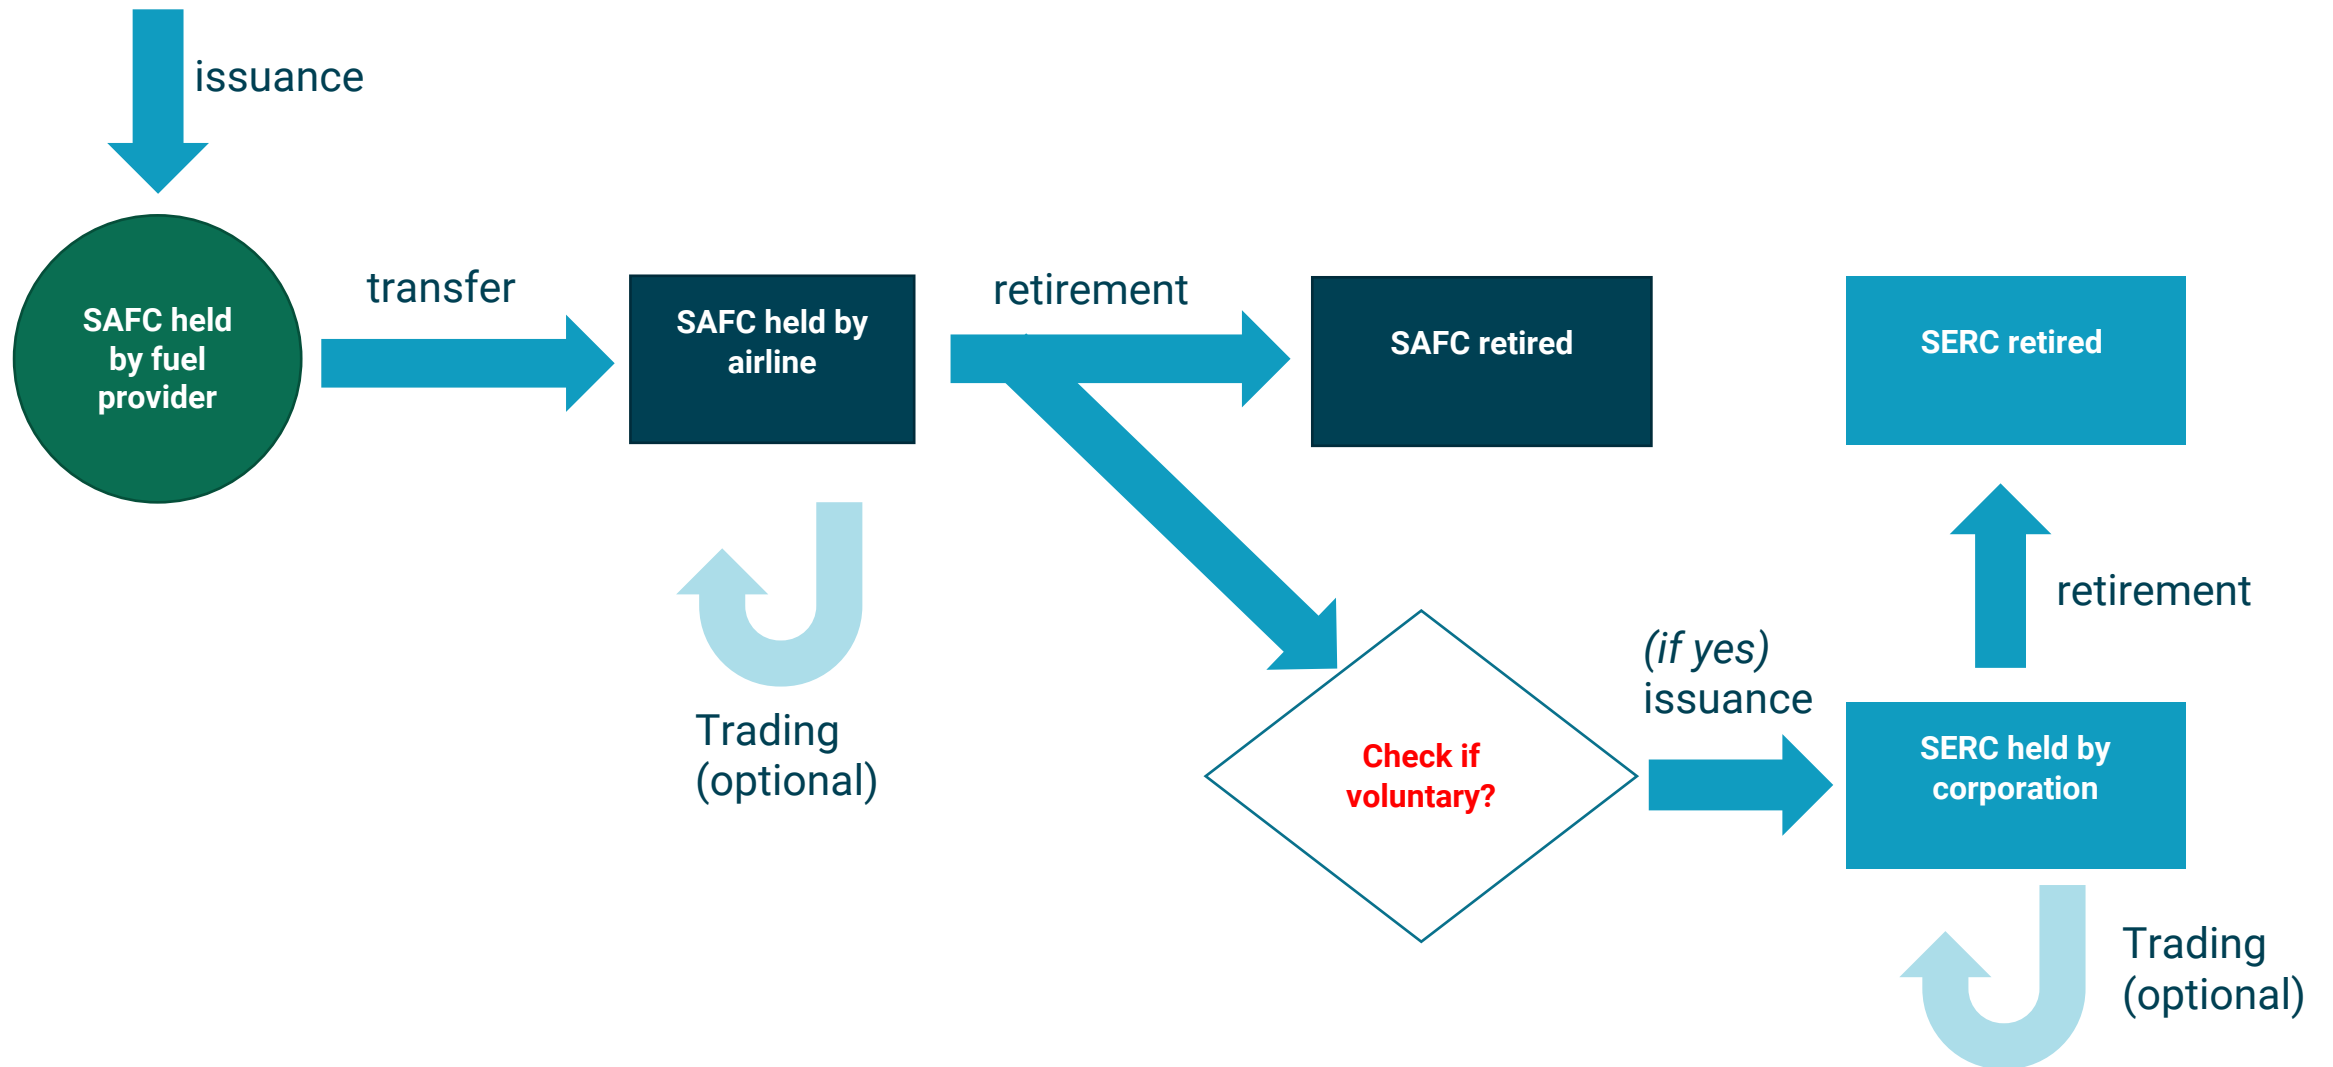 issuance
SAFC held
by fuel
provider
transfer
SAFC held by
airline
Trading
(optional)
retirement
SAFC retired
Check if
voluntary?
(if yes)
issuance
SERC held by
corporation
Trading
(optional)
retirement
SERC retired